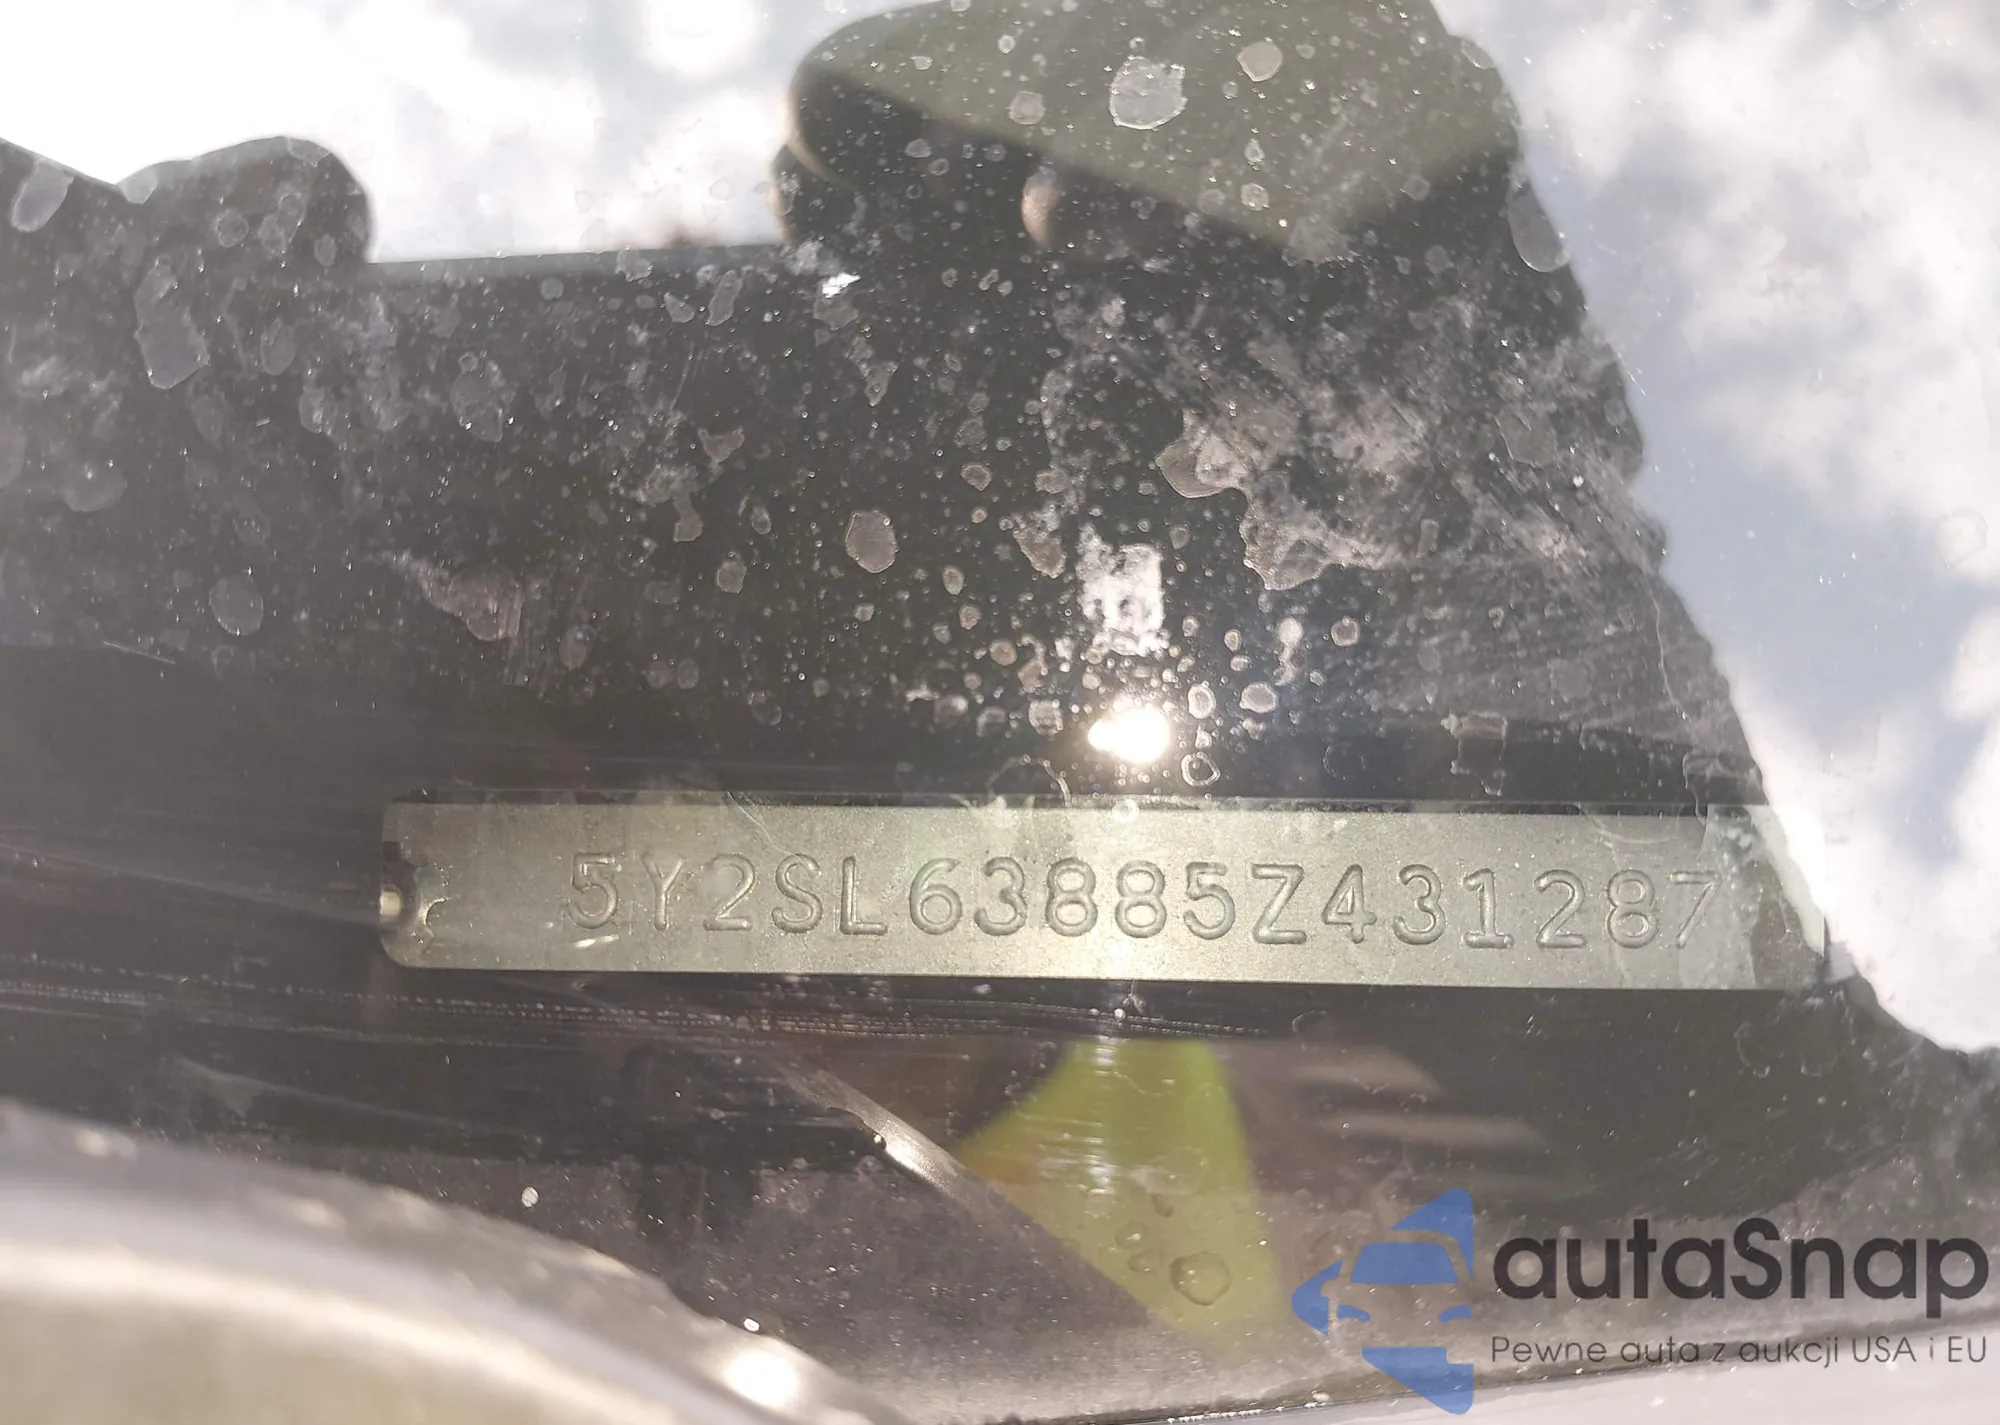 5Y2SL63885Z431287
autaSnap
Pewne auta z aukcji USA i EU